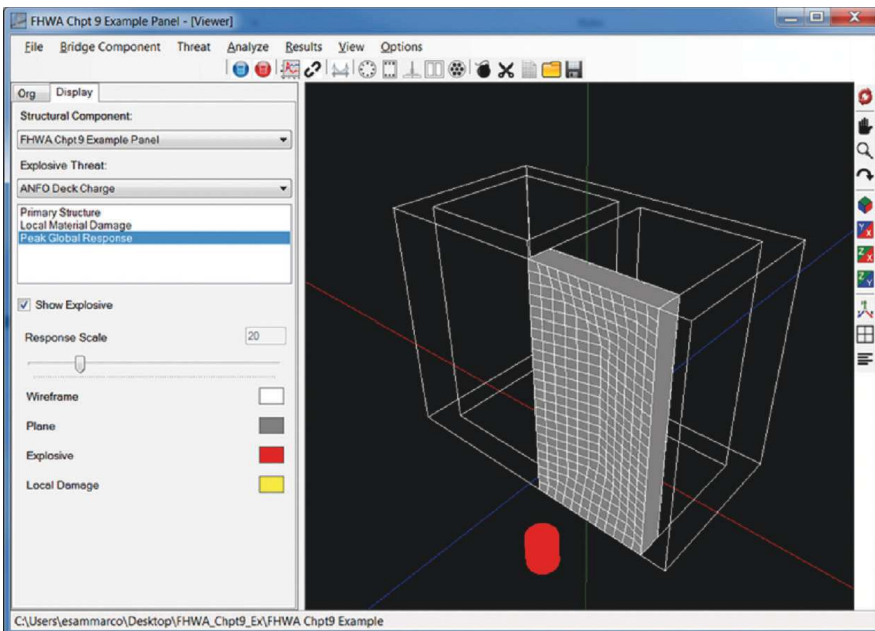 FHWA Chpt 9 Example Panel - [Viewer]
File Bridge Component Threat Analyze Results View Options
Org Display
Structural Component:
FHWA Chpt 9 Example Panel
Explosive Threat:
ANFO Deck Charge
Primary Structure
Local Material Damage
Peak Global Response
Show Explosive
Response Scale 20
Wireframe
Plane
Explosive
Local Damage
Y X
Z X
Z Y
C:\Users\esammarco\Desktop\FHWA_Chpt9_Ex\FHWA Chpt9 Example